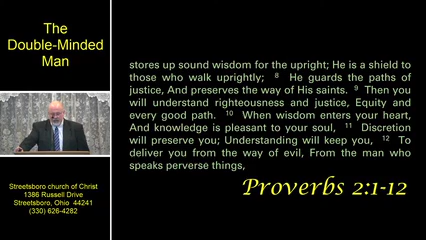 The
Double-Minded
Man
stores up sound wisdom for the upright; He is a shield to
those who walk uprightly; 8 He guards the paths of
justice, And preserves the way of His saints. 9 Then you
will understand righteousness and justice, Equity and
every good path. 10 When wisdom enters your heart,
And knowledge is pleasant to your soul, 11 Discretion
will preserve you; Understanding will keep you, 12 To
deliver you from the way of evil, From the man who
speaks perverse things,
Proverbs 2:1-12
Streetsboro church of Christ
1386 Russell Drive
Streetsboro, Ohio 44241
(330) 626-4282